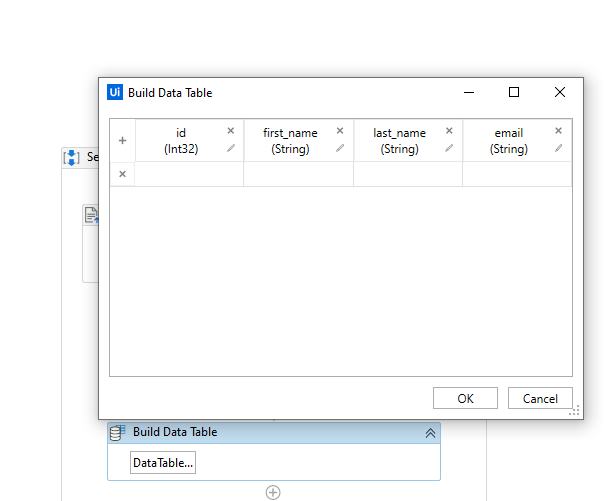 Ui Build Data Table
id first_name last_name email
(Int32) (String) (String) (String)
Se
OK Cancel
Build Data Table
DataTable...